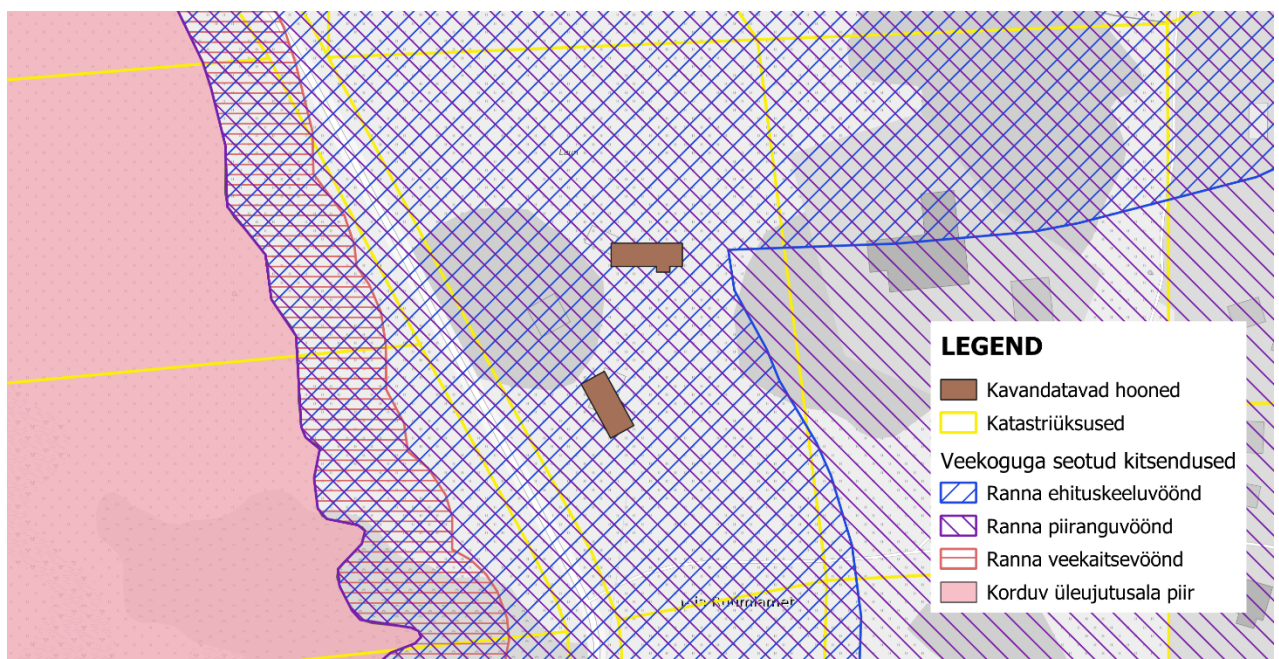 LEGEND
Kavandatavad hooned
Katastriüksused
Veekoguga seotud kitsendused
Ranna ehituskeeluvöönd
Ranna piiranguvöönd
Ranna veekaitsevöönd
Korduv üleujutusala piir